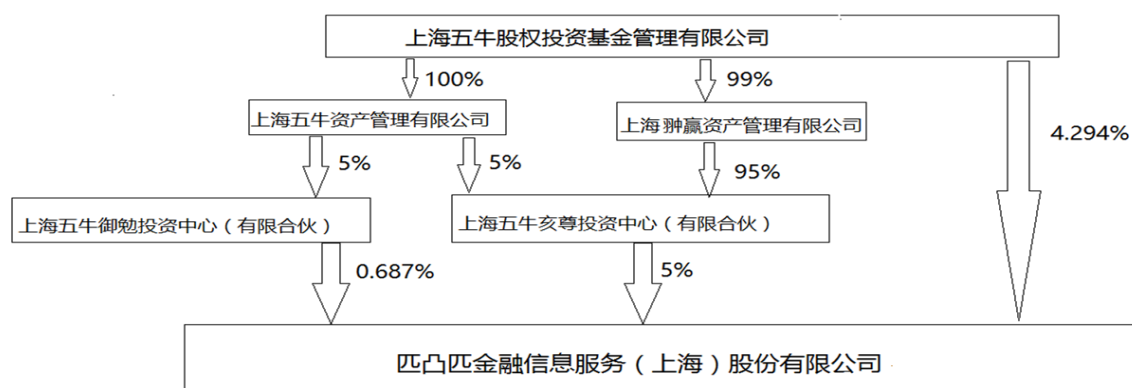 上海五牛股权投资基金管理有限公司
100%
99%
上海五牛资产管理有限公司
上海翀赢资产管理有限公司
4.294%
5%
5%
95%
上海五牛御勉投资中心（有限合伙）
上海五牛亥尊投资中心（有限合伙）
0.687%
5%
匹凸匹金融信息服务（上海）股份有限公司